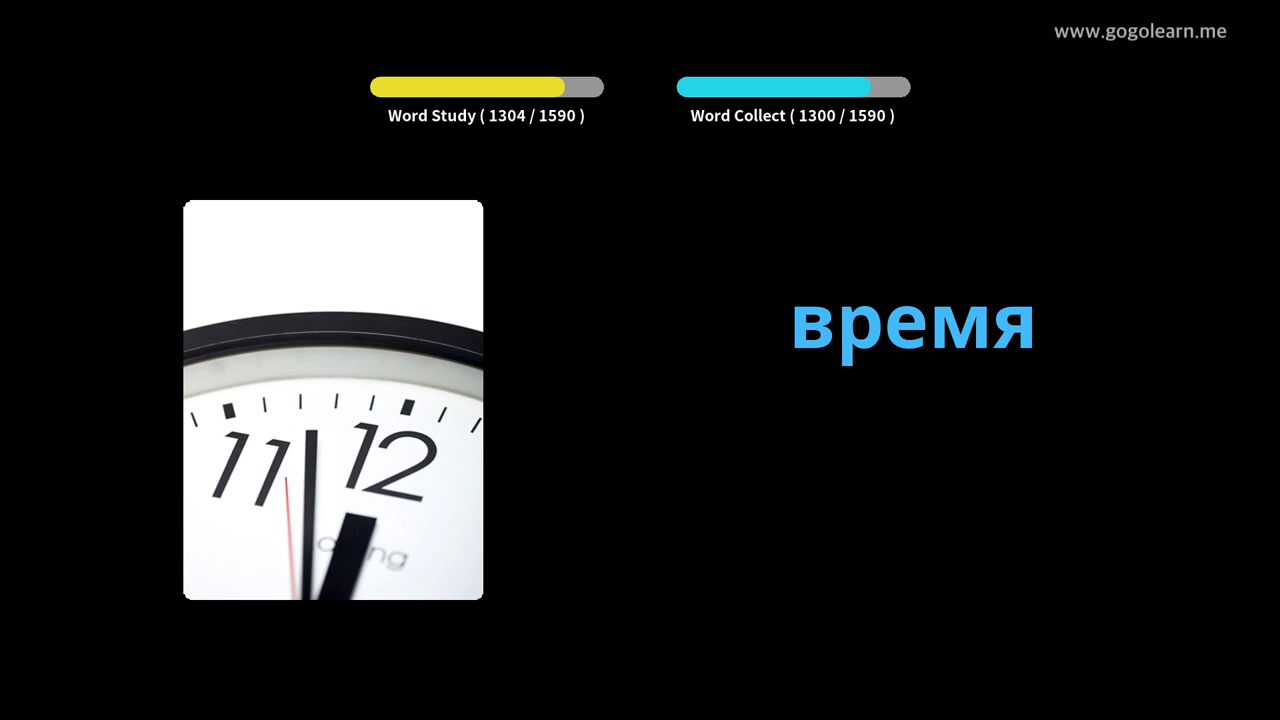 www.gogolearn.me
Word Study ( 1304 / 1590 )
Word Collect ( 1300 / 1590 )
время
11 12